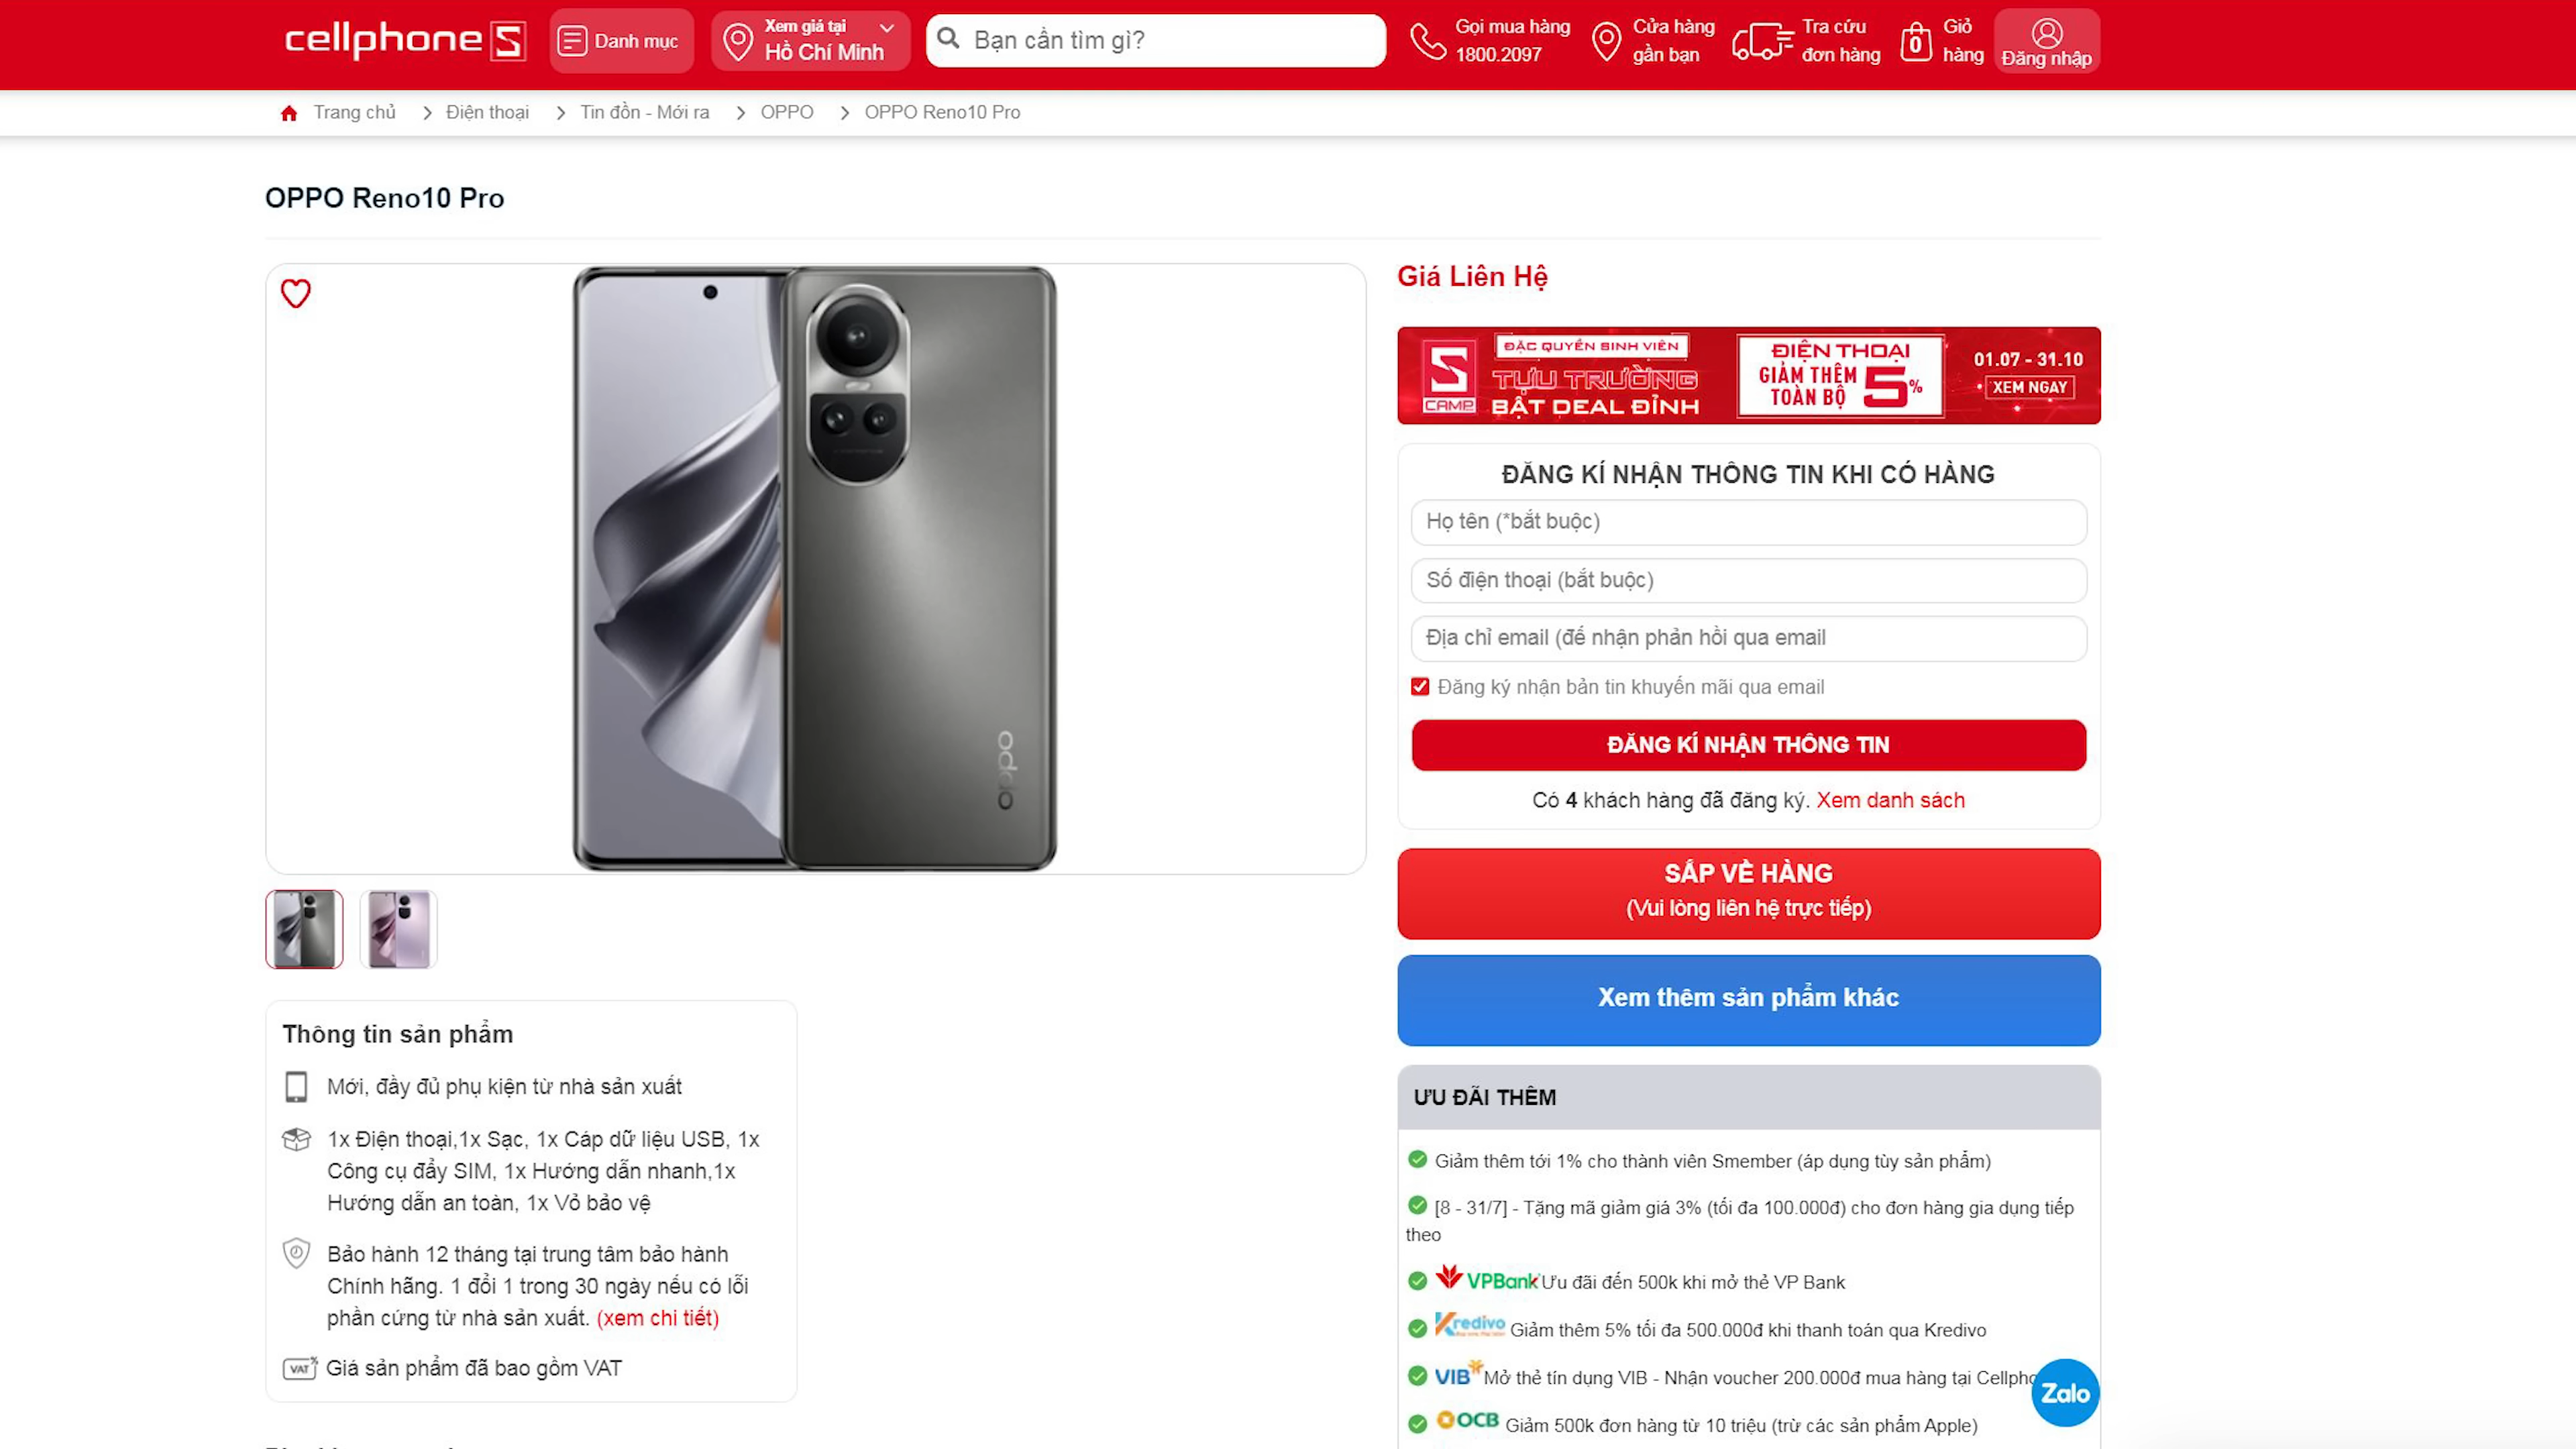 cellphone S
Danh mục
Xem giá tại
Hồ Chí Minh
Bạn cần tìm gì?
Gọi mua hàng
1800.2097
Cửa hàng
gần bạn
Tra cứu
đơn hàng
0
Giỏ
hàng
Đăng nhập
Trang chủ
Điện thoại
Tin đồn - Mới ra
OPPO
OPPO Reno10 Pro
OPPO Reno10 Pro
oppo
Giá Liên Hệ
S
CAMP
ĐẶC QUYỀN SINH VIÊN
TỰU TRƯỜNG
BẬT DEAL ĐỈNH
ĐIỆN THOẠI
GIẢM THÊM
TOÀN BỘ 5%
01.07 - 31.10
XEM NGAY
ĐĂNG KÍ NHẬN THÔNG TIN KHI CÓ HÀNG
Họ tên (*bắt buộc)
Số điện thoại (bắt buộc)
Địa chỉ email (để nhận phản hồi qua email
Đăng ký nhận bản tin khuyến mãi qua email
ĐĂNG KÍ NHẬN THÔNG TIN
Có 4 khách hàng đã đăng ký. Xem danh sách
SẮP VỀ HÀNG
(Vui lòng liên hệ trực tiếp)
Xem thêm sản phẩm khác
Thông tin sản phẩm
Mới, đầy đủ phụ kiện từ nhà sản xuất
1x Điện thoại,1x Sạc, 1x Cáp dữ liệu USB, 1x
Công cụ đẩy SIM, 1x Hướng dẫn nhanh,1x
Hướng dẫn an toàn, 1x Vỏ bảo vệ
Bảo hành 12 tháng tại trung tâm bảo hành
Chính hãng. 1 đổi 1 trong 30 ngày nếu có lỗi
phần cứng từ nhà sản xuất. (xem chi tiết)
VAT Giá sản phẩm đã bao gồm VAT
ƯU ĐÃI THÊM
Giảm thêm tới 1% cho thành viên Smember (áp dụng tùy sản phẩm)
[8 - 31/7] - Tặng mã giảm giá 3% (tối đa 100.000đ) cho đơn hàng gia dụng tiếp
theo
VPBank Ưu đãi đến 500k khi mở thẻ VP Bank
Kredivo Giảm thêm 5% tối đa 500.000đ khi thanh toán qua Kredivo
VIB Mở thẻ tín dụng VIB - Nhận voucher 200.000đ mua hàng tại Cellpho
Zalo
OCB Giảm 500k đơn hàng từ 10 triệu (trừ các sản phẩm Apple)